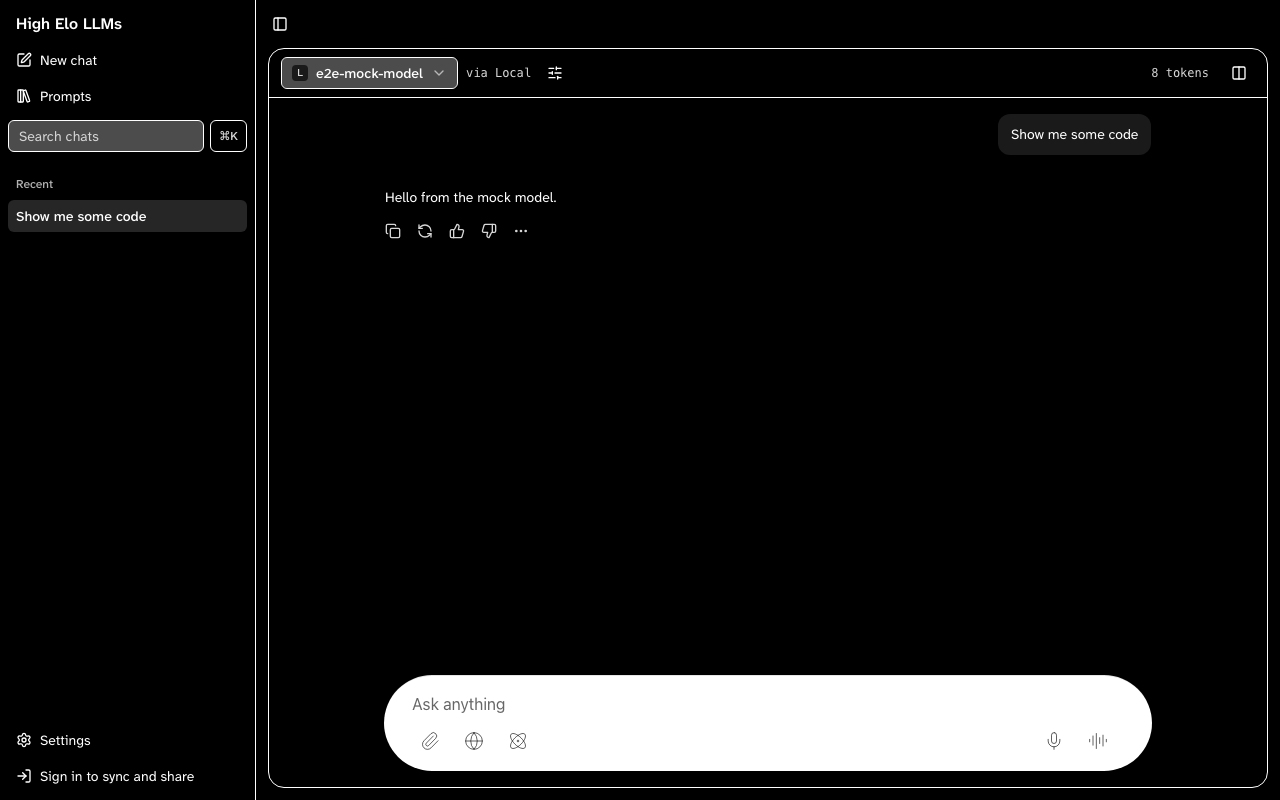 High Elo LLMs
New chat
Prompts
Search chats
⌘K
Recent
Show me some code
Settings
Sign in to sync and share
L
e2e-mock-model
via Local
8 tokens
Show me some code
Hello from the mock model.
Ask anything